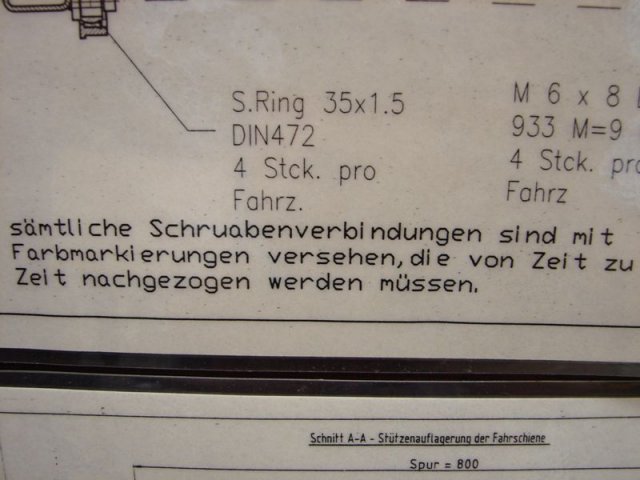 S.Ring 35x1.5
DIN472
4 Stck. pro
Fahrz.
M 6 x 8
933 M=9
4 Stck. pro
Fahrz
sämtliche Schruabenverbindungen sind mit
Farbmarkierungen versehen,die von Zeit zu
Zeit nachgezogen werden müssen.
Schnitt A-A - Stützenauflagerung der Fahrschiene
Spur = 800